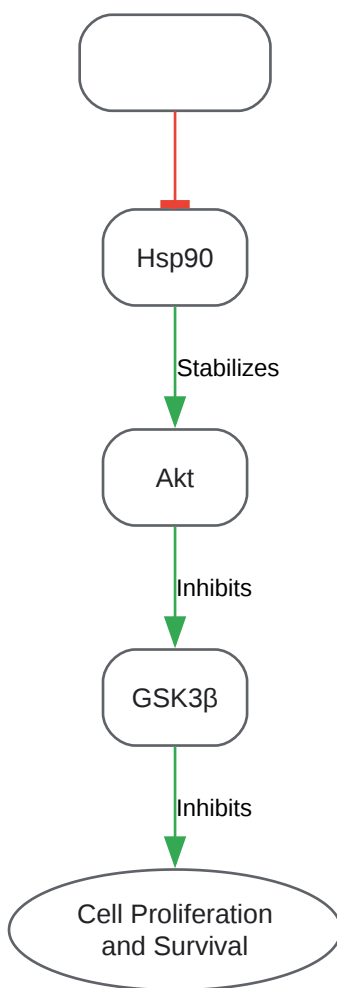 Hsp90
Stabilizes
Akt
Inhibits
GSK3β
Inhibits
Cell Proliferation
and Survival